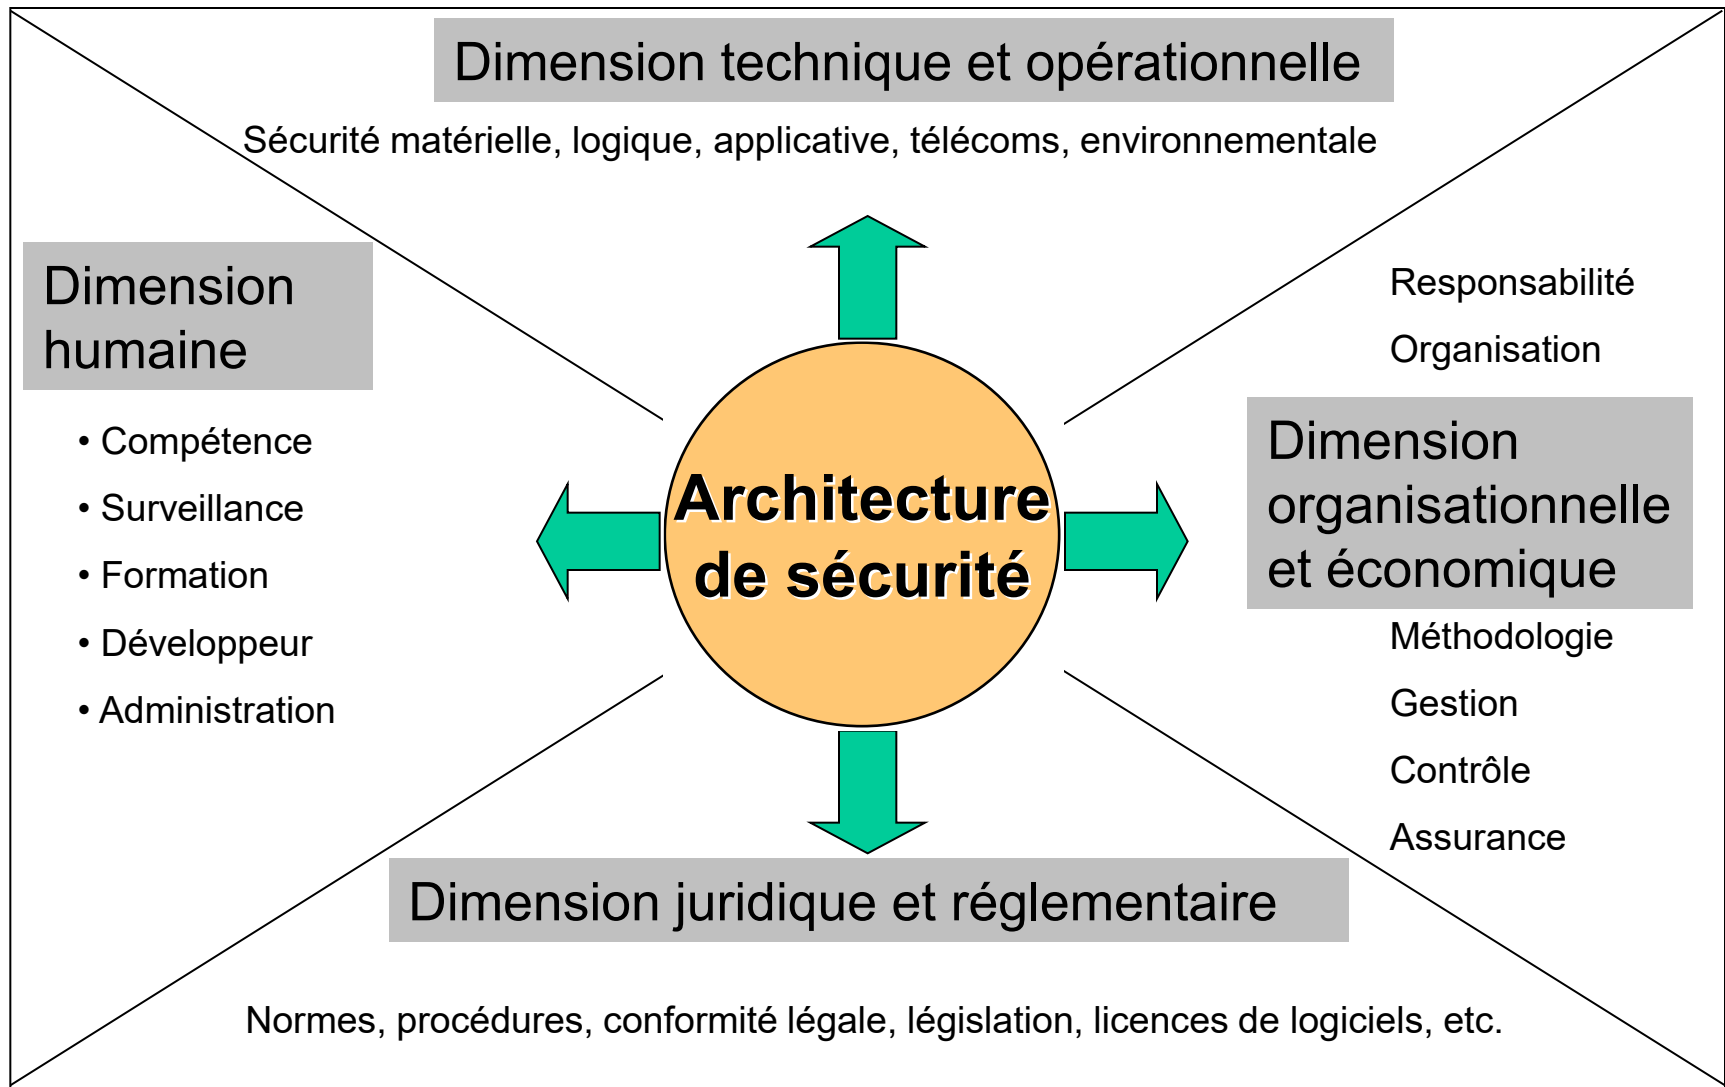 Dimension technique et opérationnelle
Sécurité matérielle, logique, applicative, télécoms, environnementale
Dimension
humaine
• Compétence
• Surveillance
• Formation
• Développeur
• Administration
Architecture
de sécurité
Responsabilité
Organisation
Dimension
organisationnelle
et économique
Méthodologie
Gestion
Contrôle
Assurance
Dimension juridique et réglementaire
Normes, procédures, conformité légale, législation, licences de logiciels, etc.